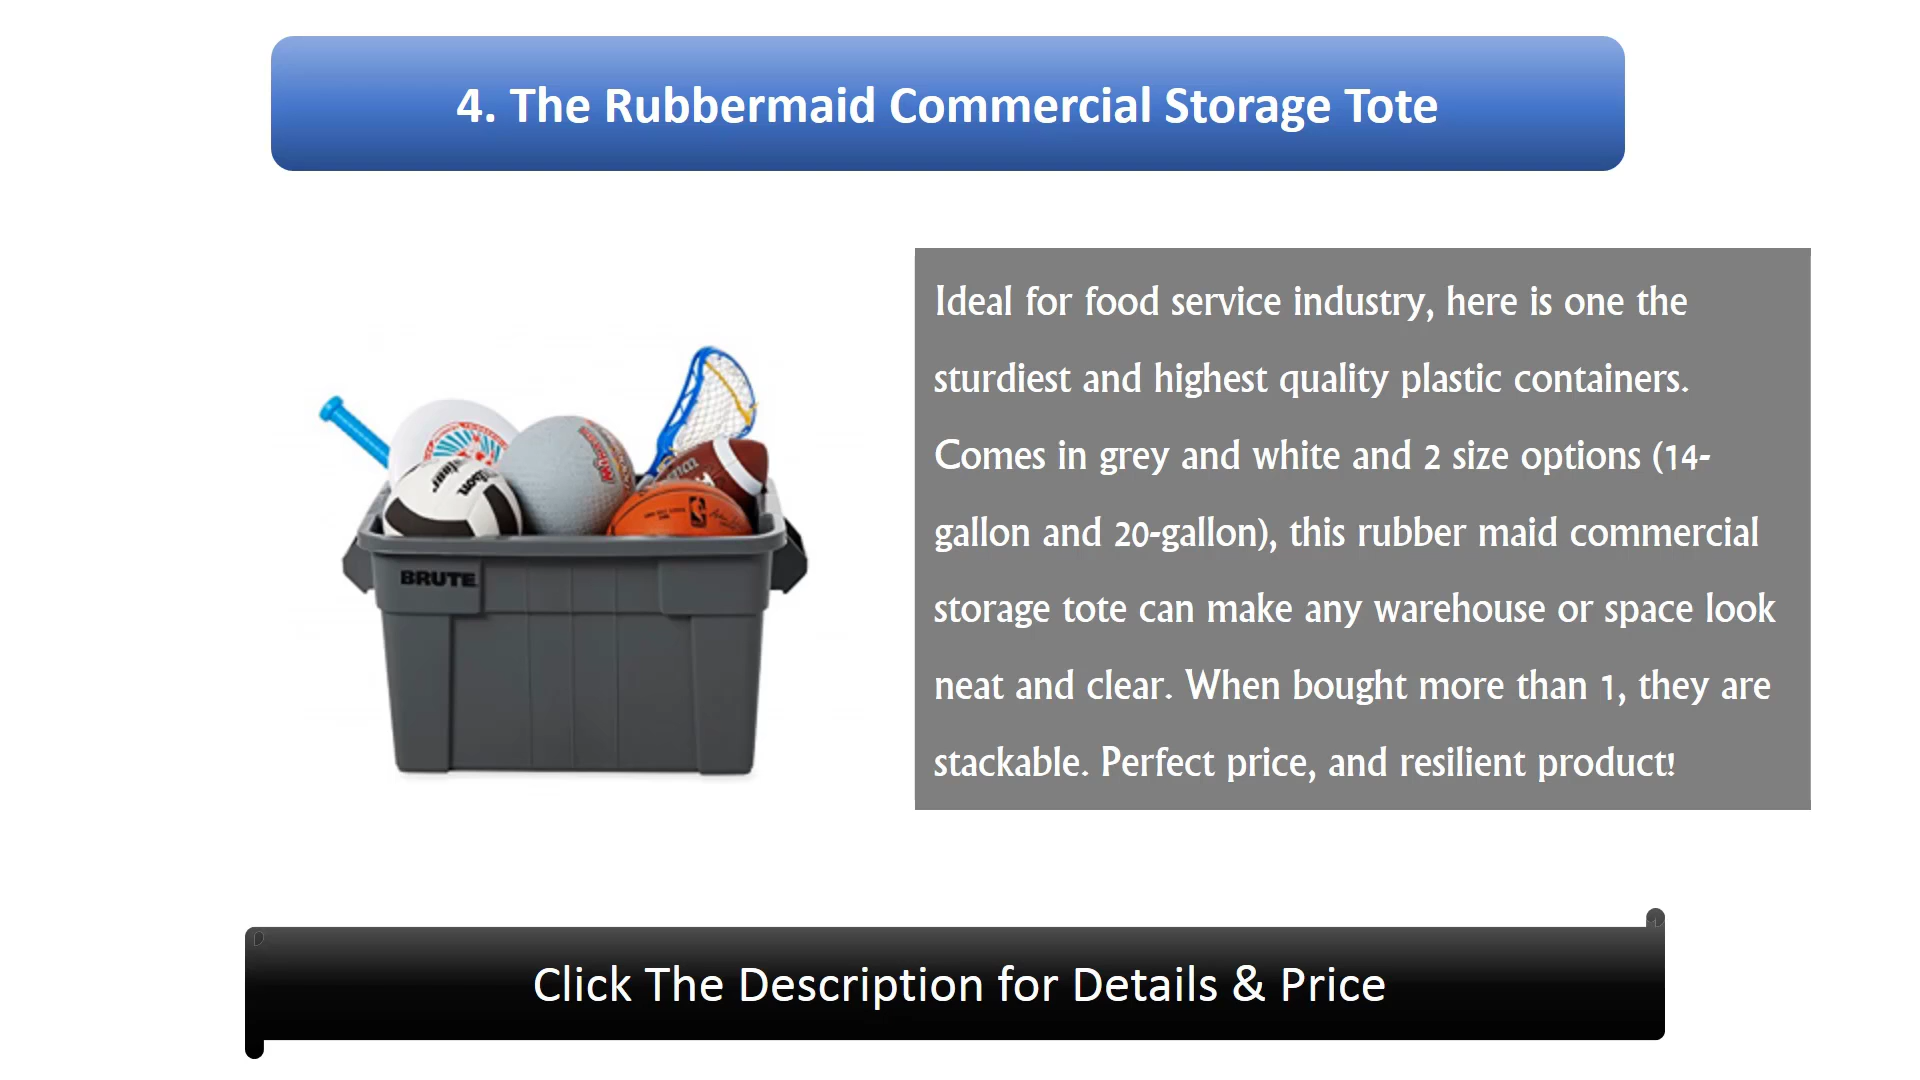 4. The Rubbermaid Commercial Storage Tote
Ideal for food service industry, here is one the
sturdiest and highest quality plastic containers.
Comes in grey and white and 2 size options (14-
gallon and 20-gallon), this rubber maid commercial
storage tote can make any warehouse or space look
neat and clear. When bought more than 1, they are
stackable. Perfect price, and resilient product!
BRUTE
Click The Description for Details & Price